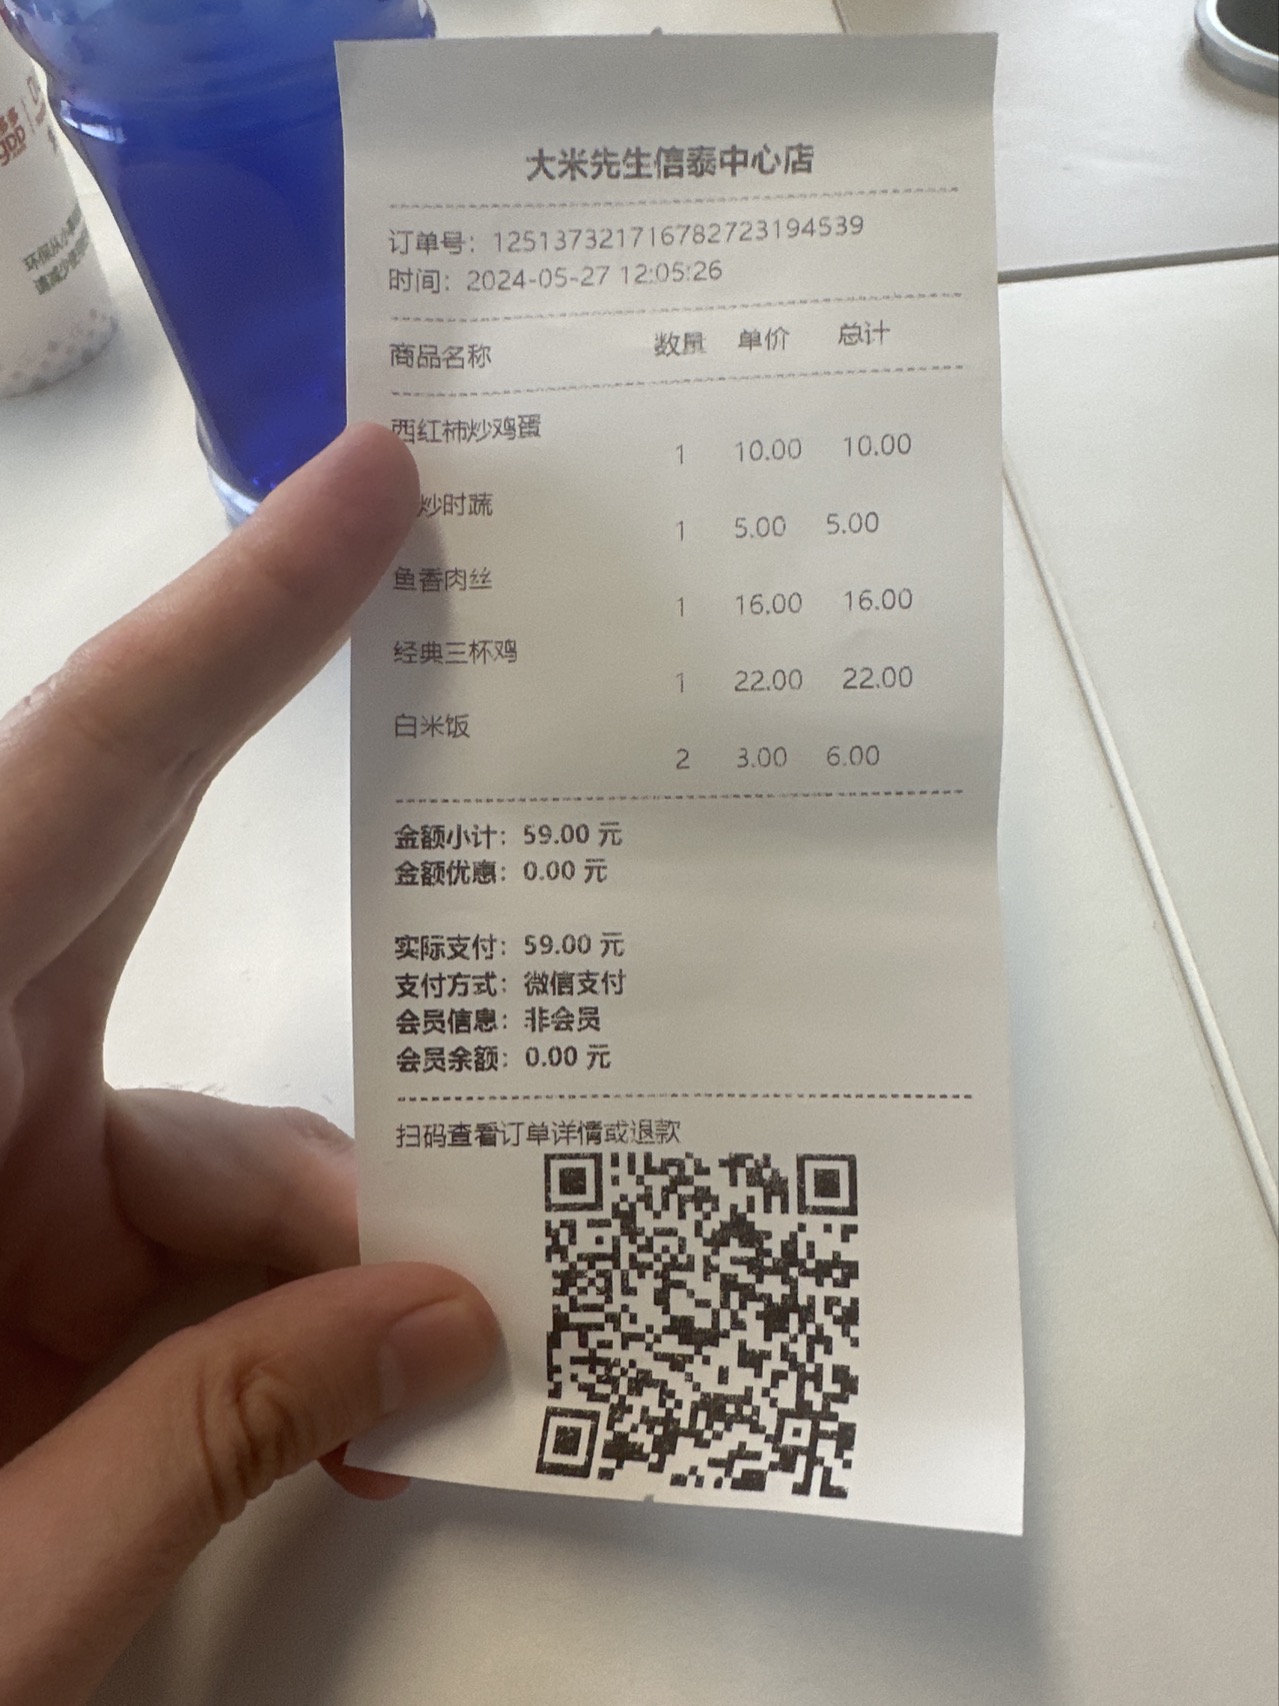 大米先生信泰中心店
订单号：1251373217167827231​94539
时间：2024-05-27 12:05:26
商品名称 数量 单价 总计
西红柿炒鸡蛋
1 10.00 10.00
炒时蔬
1 5.00 5.00
鱼香肉丝
1 16.00 16.00
经典三杯鸡
1 22.00 22.00
白米饭
2 3.00 6.00
金额小计：59.00 元
金额优惠：0.00 元
实际支付：59.00 元
支付方式：微信支付
会员信息：非会员
会员余额：0.00 元
扫码查看订单详情或退款